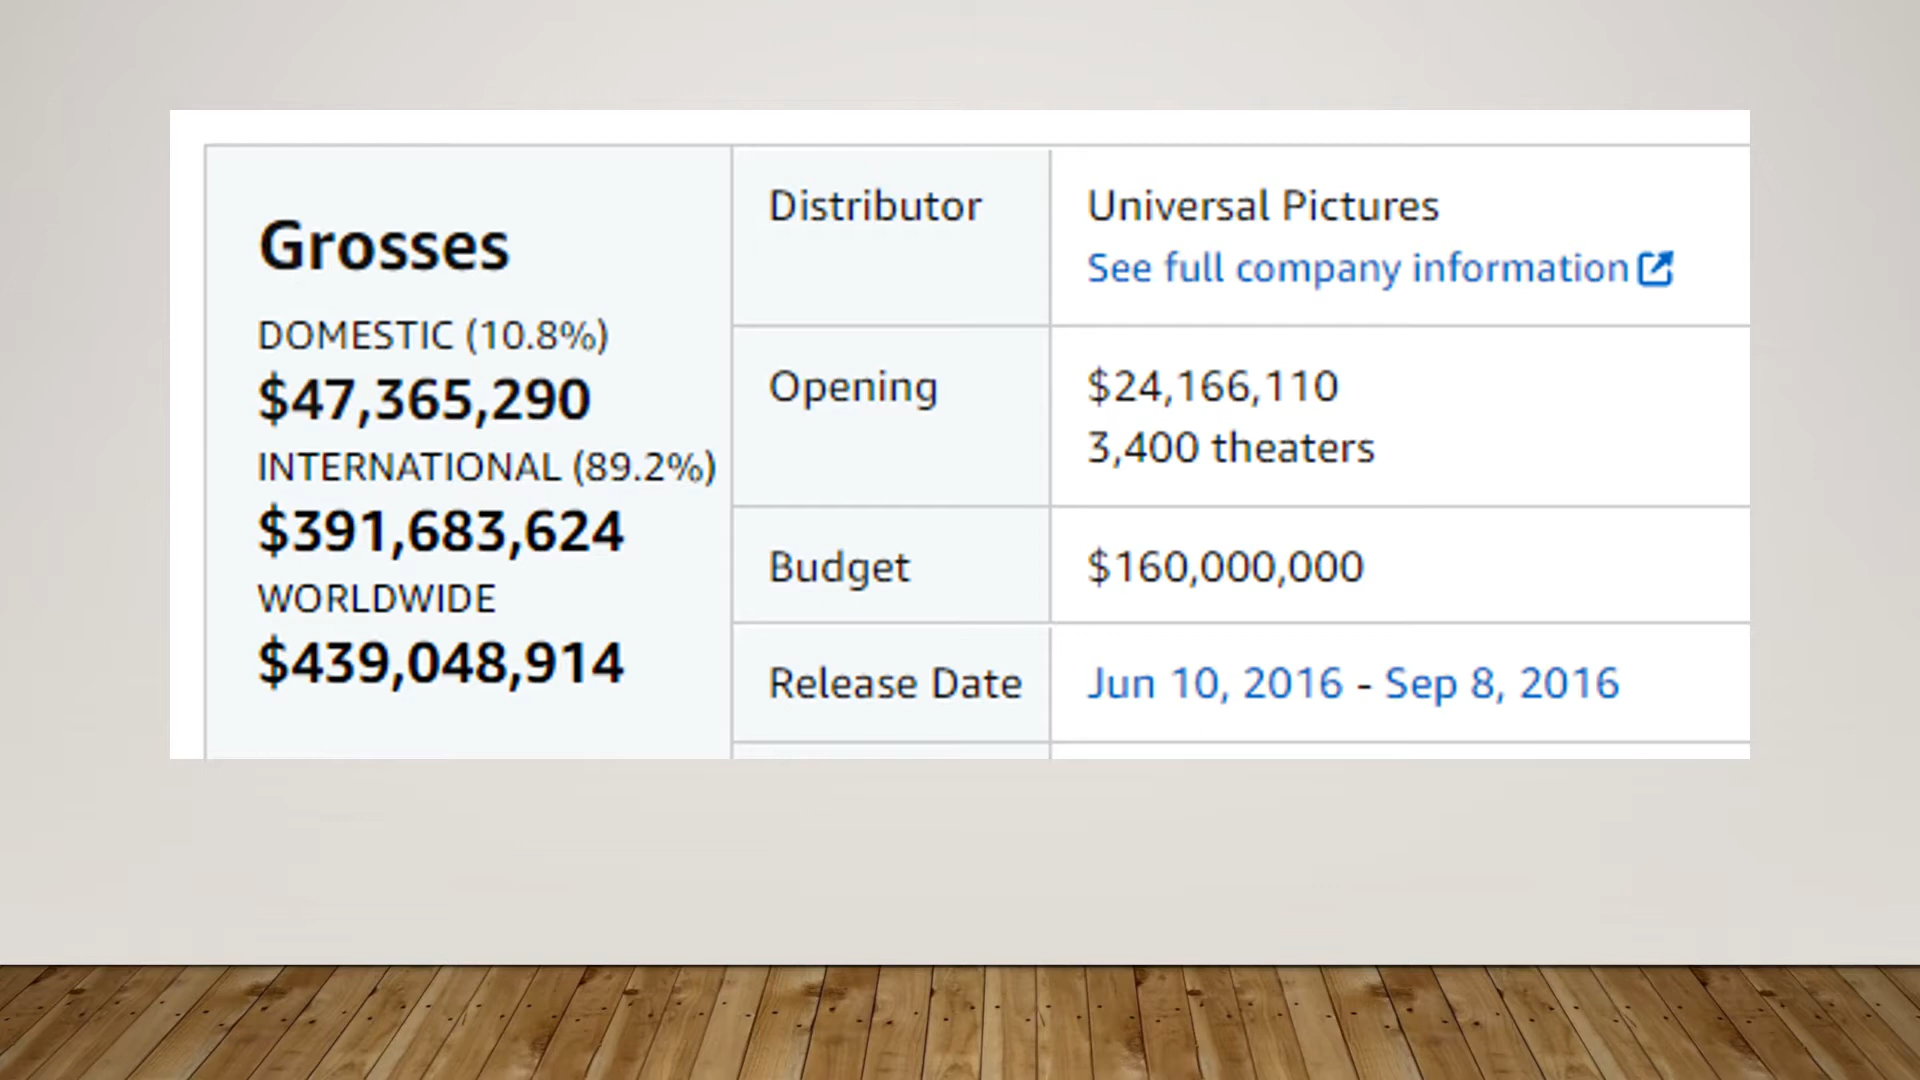 Grosses
DOMESTIC (10.8%)
$47,365,290
INTERNATIONAL (89.2%)
$391,683,624
WORLDWIDE
$439,048,914
Distributor
Universal Pictures
See full company information
Opening
$24,166,110
3,400 theaters
Budget
$160,000,000
Release Date
Jun 10, 2016 - Sep 8, 2016